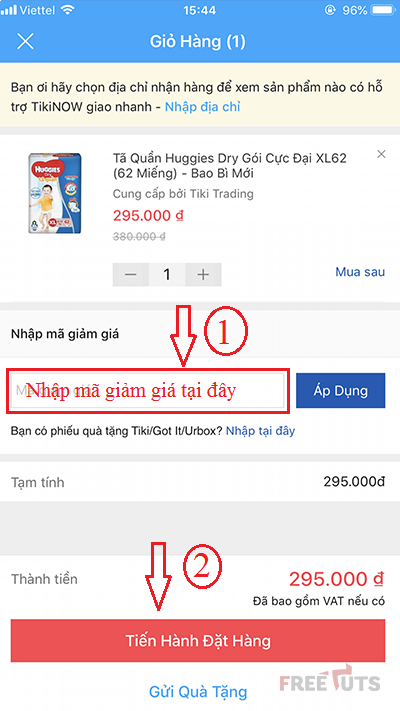 Viettel 15:44 96%
Giỏ Hàng (1)
Bạn ơi hãy chọn địa chỉ nhận hàng để xem sản phẩm nào có hỗ
trợ TikiNOW giao nhanh - Nhập địa chỉ
HUGGIES
Tã Quần Huggies Dry Gói Cực Đại XL62
(62 Miếng) - Bao Bì Mới
Cung cấp bởi Tiki Trading
295.000 ₫
380.000 ₫
1
Mua sau
Nhập mã giảm giá
1
Nhập mã giảm giá tại đây
Áp Dụng
Bạn có phiếu quà tặng Tiki/Got It/Urbox? Nhập tại đây
Tạm tính 295.000đ
2
Thành tiền 295.000 ₫
Đã bao gồm VAT nếu có
Tiến Hành Đặt Hàng
FREETUTS
Gửi Quà Tặng